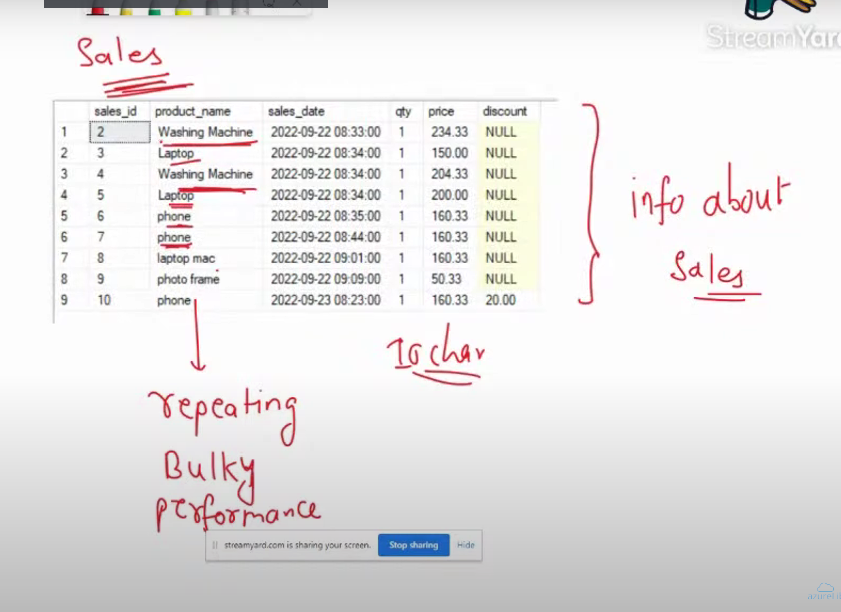 StreamYard
Sales
sales_id product_name sales_date qty price discount
1 2 Washing Machine 2022-09-22 08:33:00 1 234.33 NULL
2 3 Laptop 2022-09-22 08:34:00 1 150.00 NULL
3 4 Washing Machine 2022-09-22 08:34:00 1 204.33 NULL
4 5 Laptop 2022-09-22 08:34:00 1 200.00 NULL
5 6 phone 2022-09-22 08:35:00 1 160.33 NULL
6 7 phone 2022-09-22 08:44:00 1 160.33 NULL
7 8 laptop mac 2022-09-22 09:01:00 1 160.33 NULL
8 9 photo frame 2022-09-22 09:09:00 1 50.33 NULL
9 10 phone 2022-09-23 08:23:00 1 160.33 20.00
info about
Sales
10 char
repeating
Bulky
performance
streamyard.com is sharing your screen. Stop sharing Hide